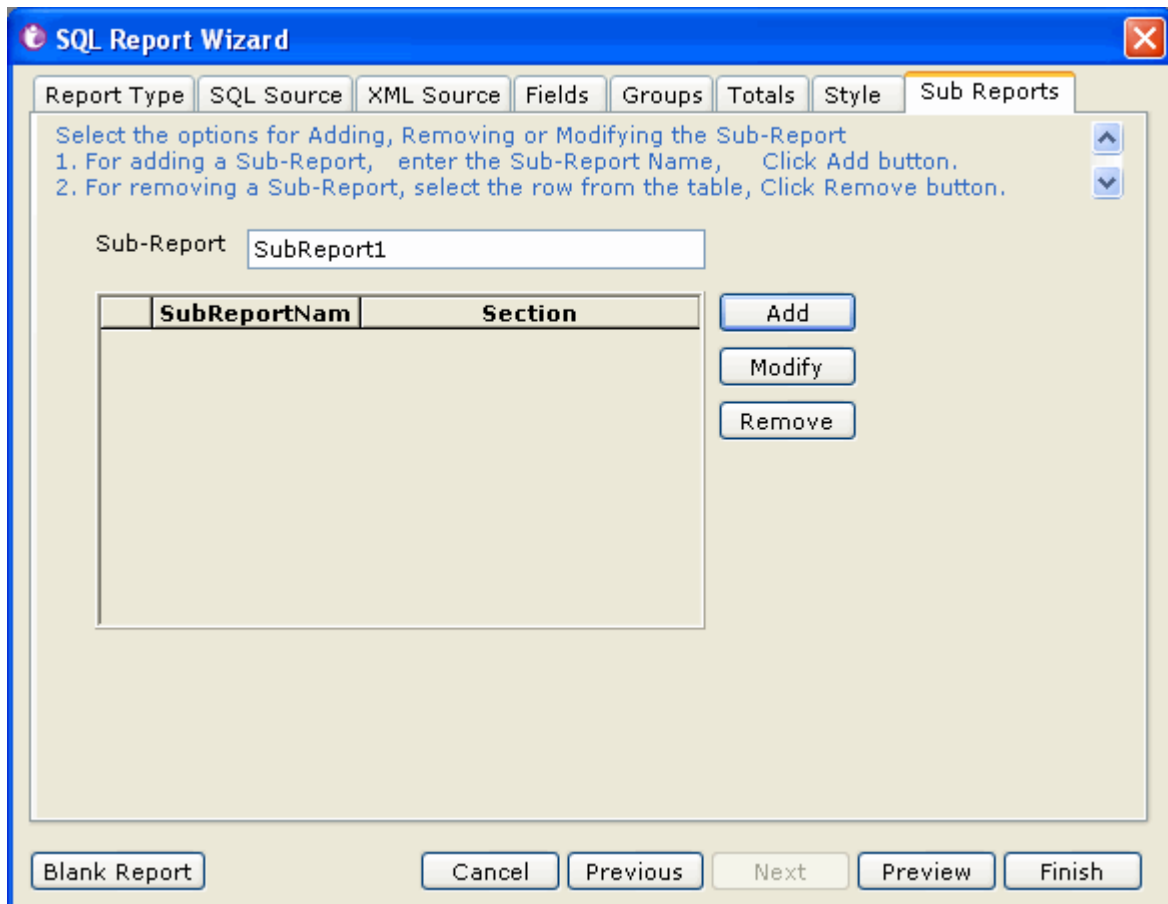 SQL Report Wizard
Report Type SQL Source XML Source Fields Groups Totals Style Sub Reports
Select the options for Adding, Removing or Modifying the Sub-Report
1. For adding a Sub-Report, enter the Sub-Report Name, Click Add button.
2. For removing a Sub-Report, select the row from the table, Click Remove button.
Sub-Report SubReport1
SubReportNam Section
Add
Modify
Remove
Blank Report Cancel Previous Next Preview Finish